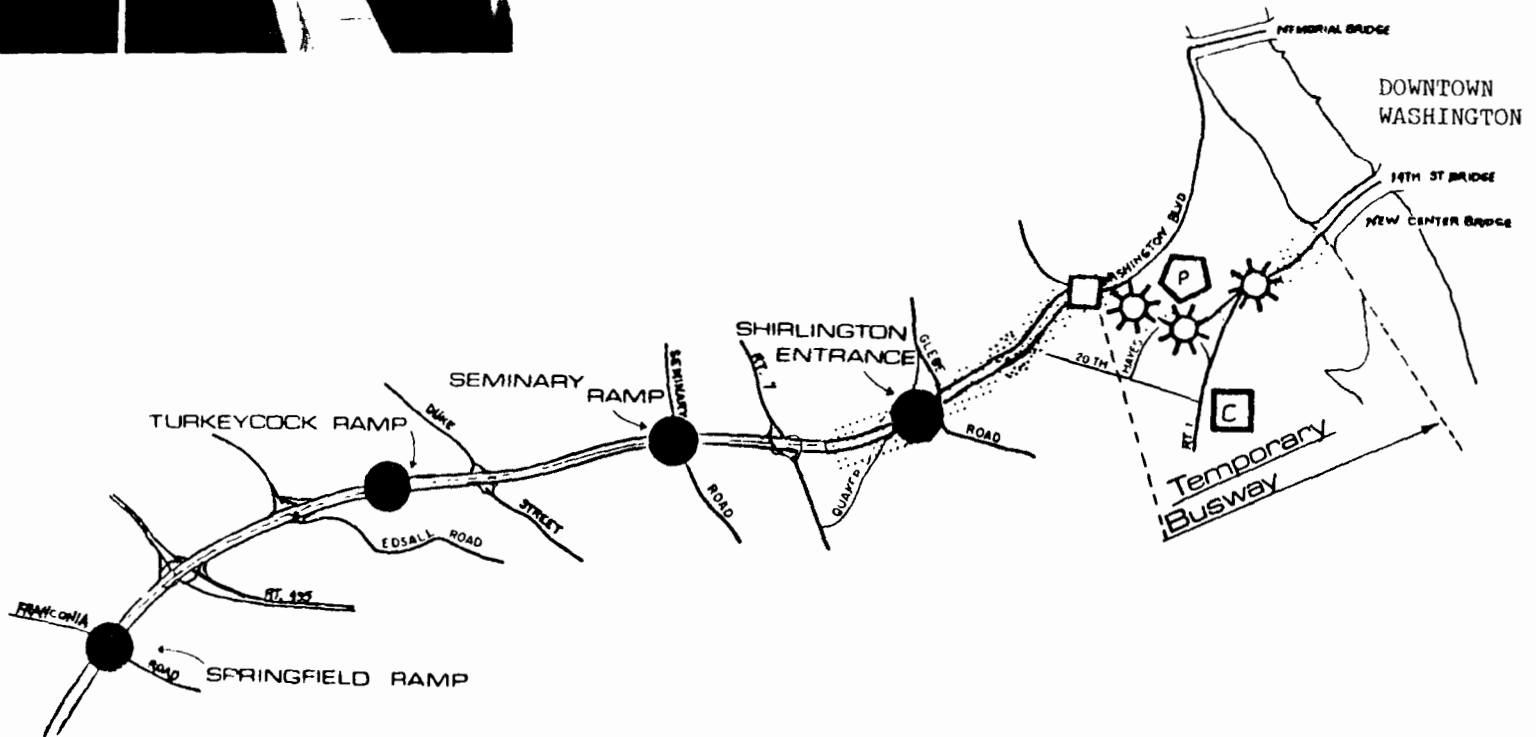 MEMORIAL BRIDGE
DOWNTOWN
WASHINGTON
14TH ST BRIDGE
NEW CENTER BRIDGE
WASHINGTON BLVD
P
SHIRLINGTON
ENTRANCE
GLEBE
ROAD
20 TH
HAYES
C
RT. 1
Temporary
Busway
SEMINARY
RAMP
SEMINARY
ROAD
RT. 7
QUAKER
TURKEYCOCK RAMP
DUKE
STREET
EDSALL ROAD
RT. 495
FRANCONIA
ROAD
SPRINGFIELD RAMP